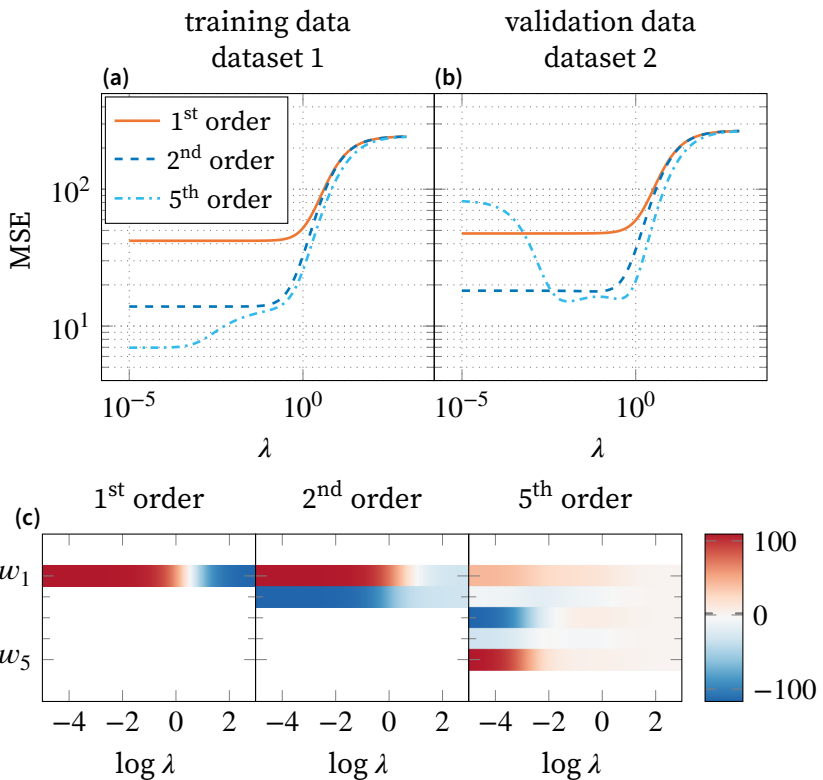 training data
dataset 1
validation data
dataset 2
(a)
(b)
1st order
2nd order
5th order
MSE
10^2
10^1
10^−5
10^0
10^−5
10^0
λ
λ
(c)
1st order
2nd order
5th order
w1
w5
100
0
−100
−4 −2 0 2
−4 −2 0 2
−4 −2 0 2
log λ
log λ
log λ